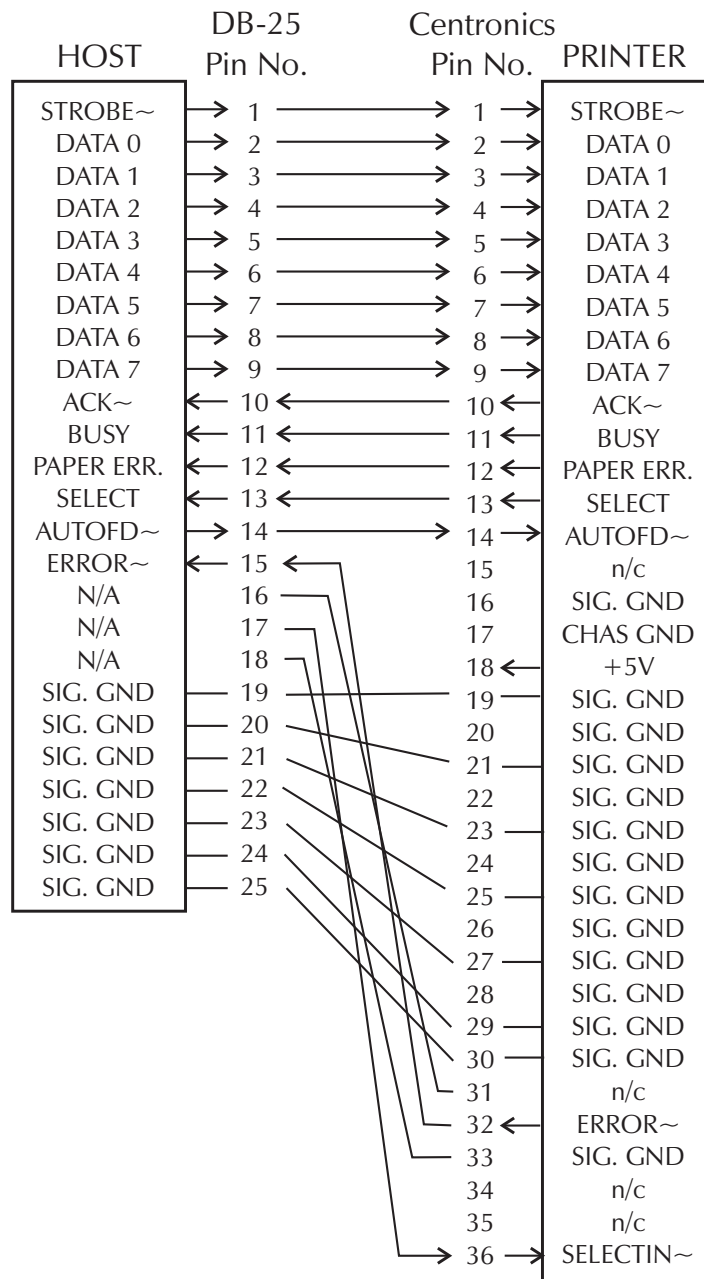 DB-25 Centronics
HOST Pin No. Pin No. PRINTER
STROBE~ 1 1 STROBE~
DATA 0 2 2 DATA 0
DATA 1 3 3 DATA 1
DATA 2 4 4 DATA 2
DATA 3 5 5 DATA 3
DATA 4 6 6 DATA 4
DATA 5 7 7 DATA 5
DATA 6 8 8 DATA 6
DATA 7 9 9 DATA 7
ACK~ 10 10 ACK~
BUSY 11 11 BUSY
PAPER ERR. 12 12 PAPER ERR.
SELECT 13 13 SELECT
AUTOFD~ 14 14 AUTOFD~
ERROR~ 15 15 n/c
N/A 16 16 SIG. GND
N/A 17 17 CHAS GND
N/A 18 18 +5V
SIG. GND 19 19 SIG. GND
SIG. GND 20 20 SIG. GND
SIG. GND 21 21 SIG. GND
SIG. GND 22 22 SIG. GND
SIG. GND 23 23 SIG. GND
SIG. GND 24 24 SIG. GND
SIG. GND 25 25 SIG. GND
26 SIG. GND
27 SIG. GND
28 SIG. GND
29 SIG. GND
30 SIG. GND
31 n/c
32 ERROR~
33 SIG. GND
34 n/c
35 n/c
36 SELECTIN~